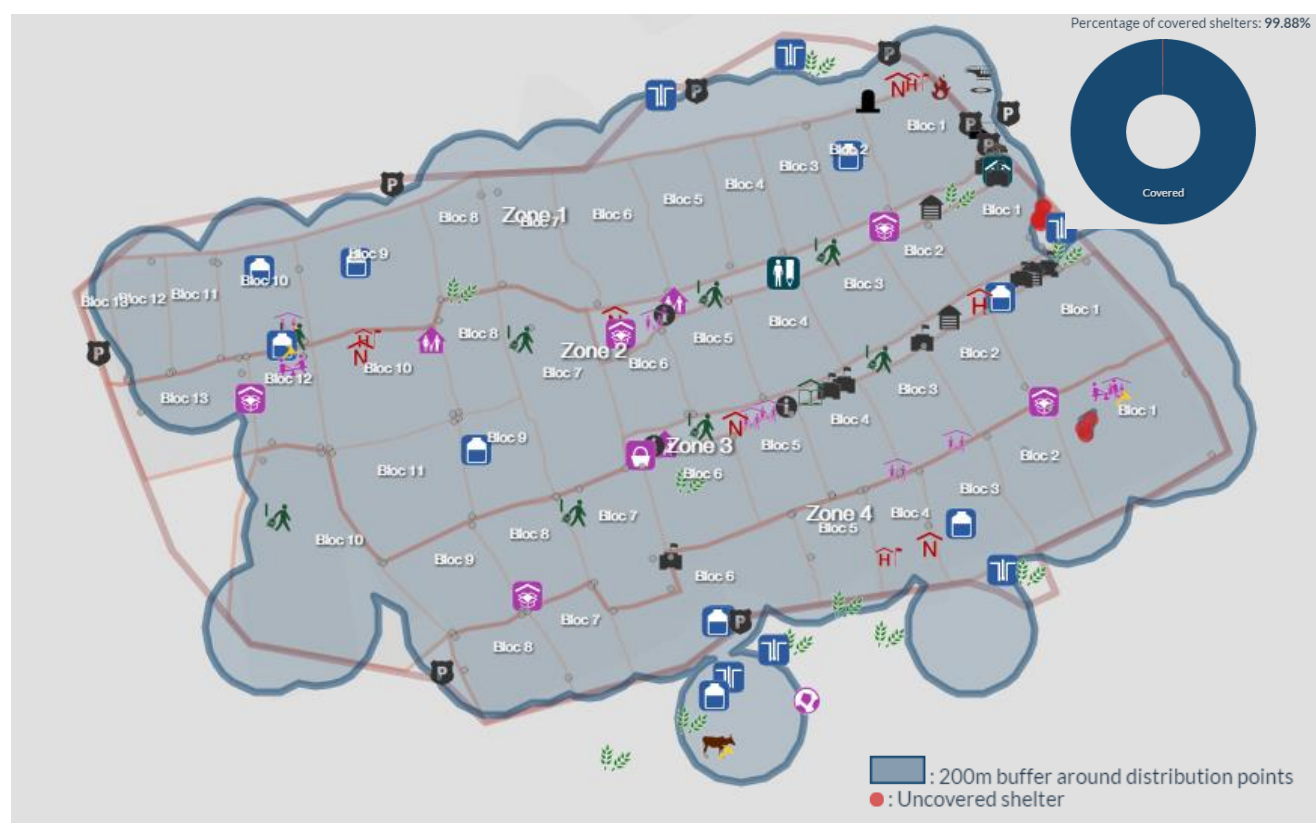 Percentage of covered shelters: 99.88%
Covered
Bloc 1
Bloc 2
Bloc 3
Bloc 4
Bloc 5
Bloc 6
Zone 1
Bloc 7
Bloc 8
Bloc 9
Bloc 10
Bloc 11
Bloc 12
Bloc 13
Bloc 1
Bloc 2
Bloc 3
Bloc 4
Bloc 5
Bloc 6
Zone 2
Bloc 7
Bloc 8
Bloc 9
Bloc 10
Bloc 11
Bloc 12
Bloc 13
Bloc 10
Bloc 1
Bloc 2
Bloc 3
Bloc 4
Bloc 5
Zone 3
Bloc 6
Bloc 7
Bloc 8
Bloc 9
Bloc 1
Bloc 2
Bloc 3
Bloc 4
Zone 4
Bloc 5
Bloc 6
Bloc 7
Bloc 8
: 200m buffer around distribution points
: Uncovered shelter